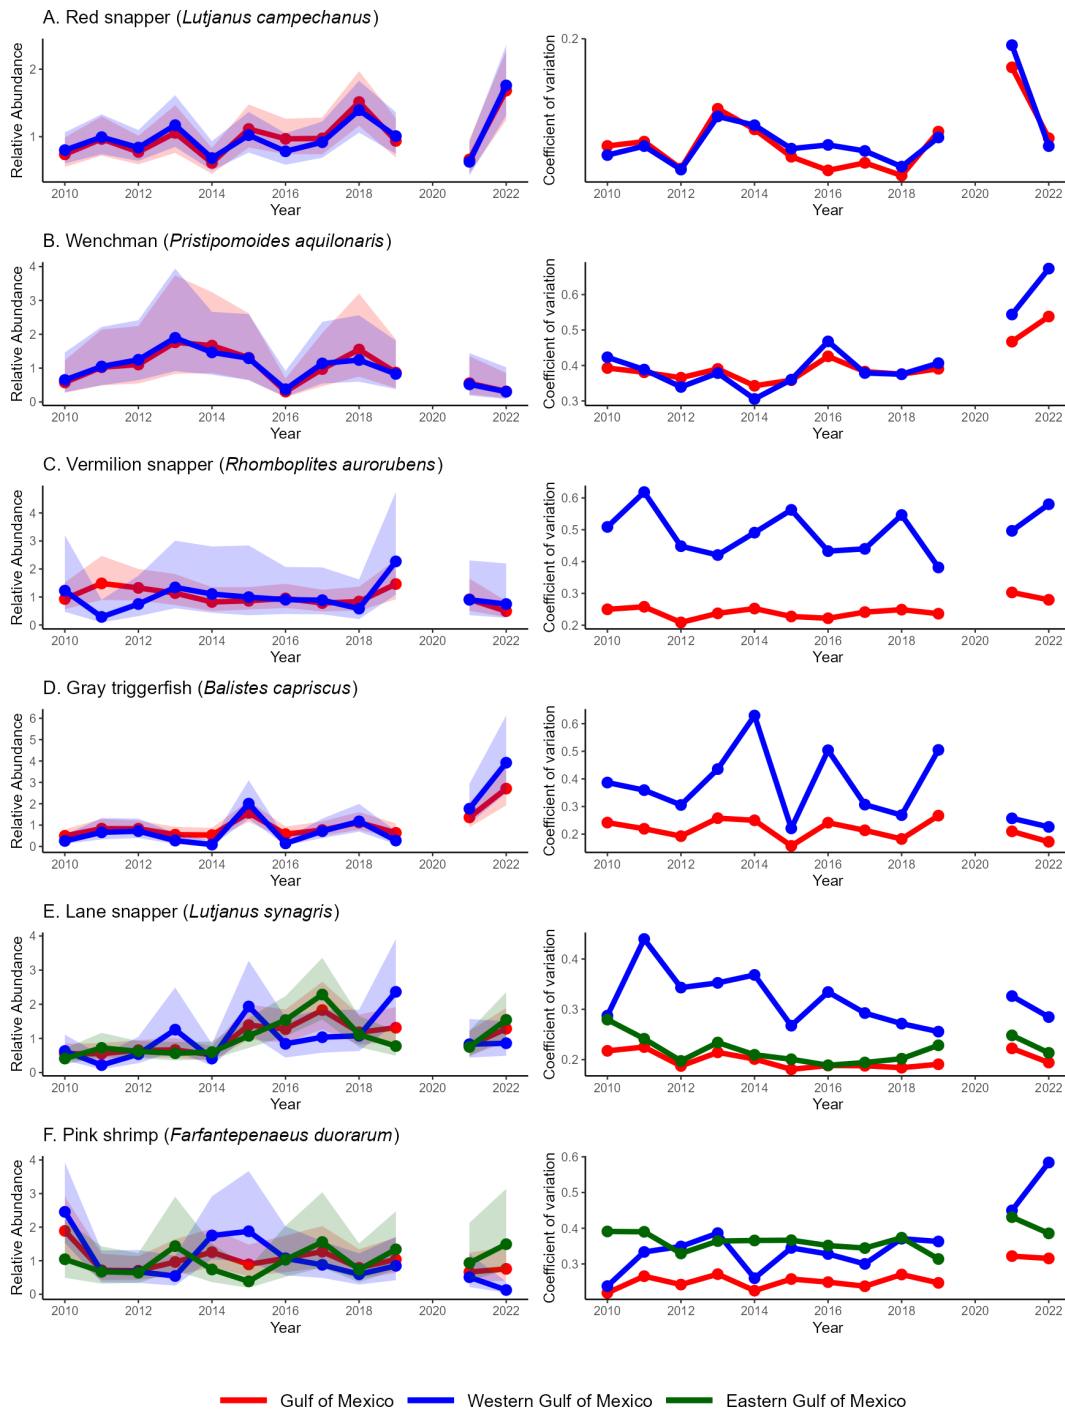 A. Red snapper (Lutjanus campechanus)
Relative Abundance
2
1
2010 2012 2014 2016 2018 2020 2022
Year
Coefficient of variation
0.2
2010 2012 2014 2016 2018 2020 2022
Year
B. Wenchman (Pristipomoides aquilonaris)
Relative Abundance
4
3
2
1
0
2010 2012 2014 2016 2018 2020 2022
Year
Coefficient of variation
0.6
0.5
0.4
0.3
2010 2012 2014 2016 2018 2020 2022
Year
C. Vermilion snapper (Rhomboplites aurorubens)
Relative Abundance
4
3
2
1
0
2010 2012 2014 2016 2018 2020 2022
Year
Coefficient of variation
0.6
0.5
0.4
0.3
0.2
2010 2012 2014 2016 2018 2020 2022
Year
D. Gray triggerfish (Balistes capriscus)
Relative Abundance
6
5
4
3
2
1
0
2010 2012 2014 2016 2018 2020 2022
Year
Coefficient of variation
0.6
0.5
0.4
0.3
0.2
2010 2012 2014 2016 2018 2020 2022
Year
E. Lane snapper (Lutjanus synagris)
Relative Abundance
4
3
2
1
0
2010 2012 2014 2016 2018 2020 2022
Year
Coefficient of variation
0.4
0.3
0.2
2010 2012 2014 2016 2018 2020 2022
Year
F. Pink shrimp (Farfantepenaeus duorarum)
Relative Abundance
4
3
2
1
0
2010 2012 2014 2016 2018 2020 2022
Year
Coefficient of variation
0.6
0.5
0.4
0.3
2010 2012 2014 2016 2018 2020 2022
Year
Gulf of Mexico Western Gulf of Mexico Eastern Gulf of Mexico